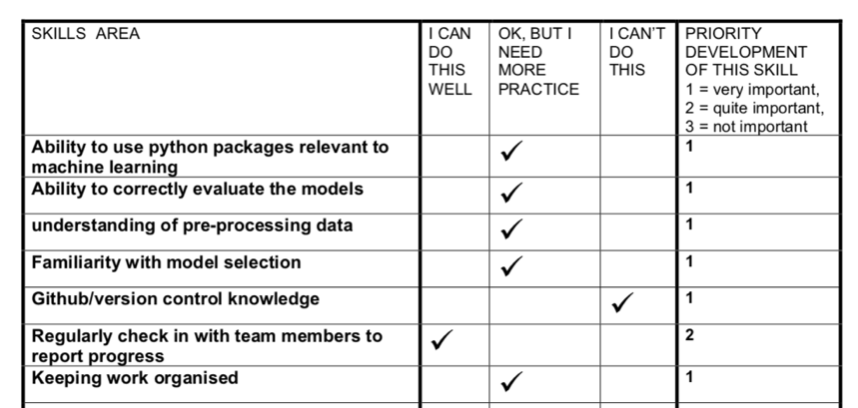 SKILLS AREA
I CAN DO THIS WELL
OK, BUT I NEED MORE PRACTICE
I CAN'T DO THIS
PRIORITY DEVELOPMENT OF THIS SKILL
1 = very important,
2 = quite important,
3 = not important
Ability to use python packages relevant to
machine learning
✓
1
Ability to correctly evaluate the models
✓
1
understanding of pre-processing data
✓
1
Familiarity with model selection
✓
1
Github/version control knowledge
✓
1
Regularly check in with team members to
report progress
✓
2
Keeping work organised
✓
1